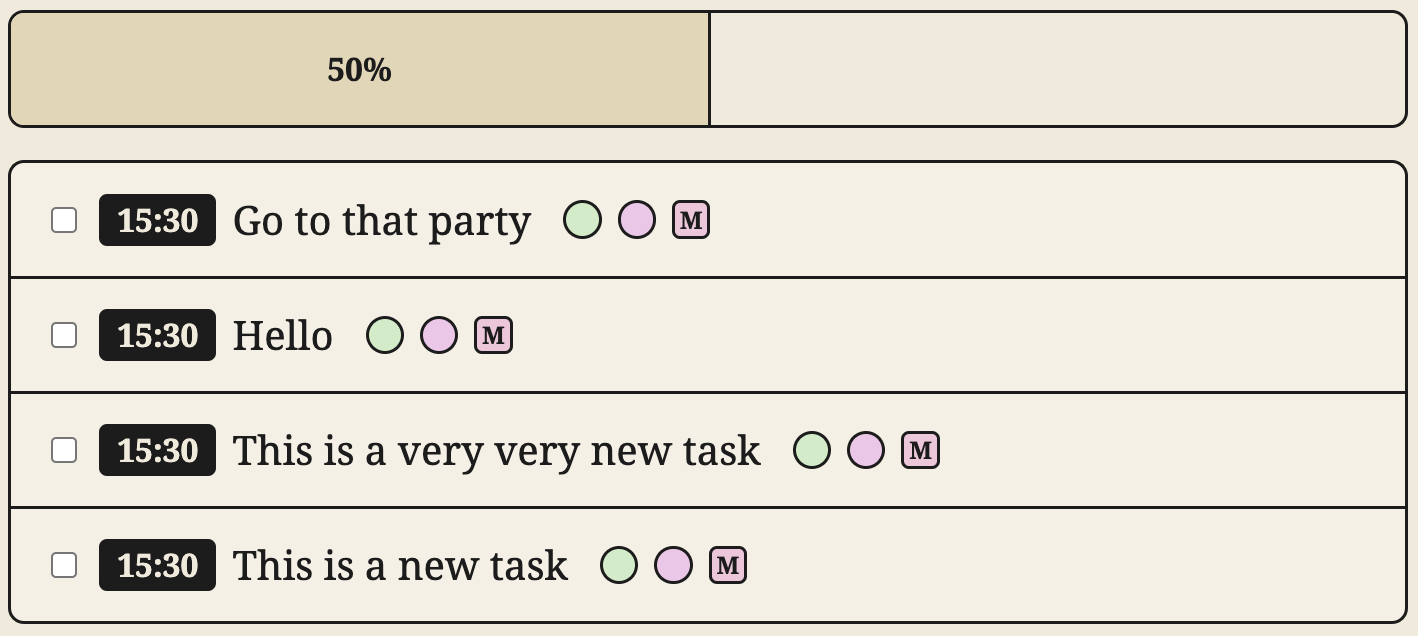 50%
15:30 Go to that party M
15:30 Hello M
15:30 This is a very very new task M
15:30 This is a new task M